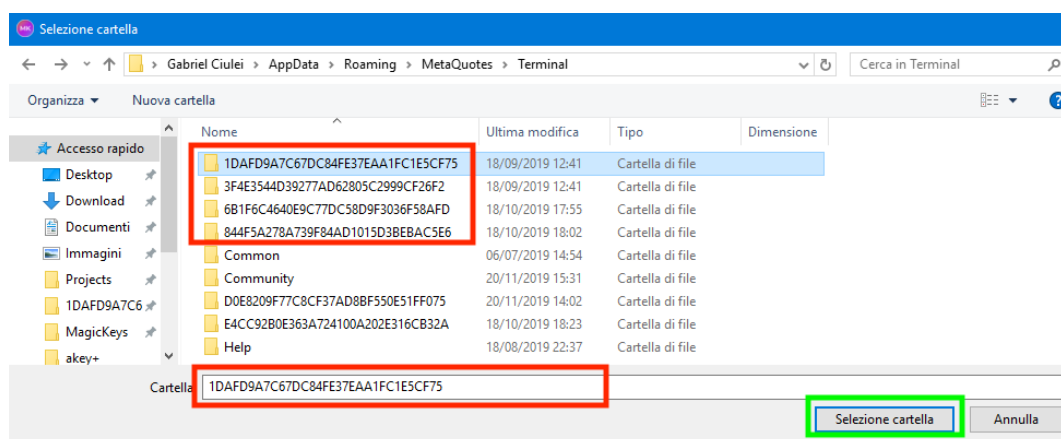 MK Selezione cartella
Gabriel Ciulei > AppData > Roaming > MetaQuotes > Terminal Cerca in Terminal
Organizza Nuova cartella ?
Nome Ultima modifica Tipo Dimensione
Accesso rapido
1DAFD9A7C67DC84FE37EAA1FC1E5CF75 18/09/2019 12:41 Cartella di file
Desktop 3F4E3544D39277AD62805C2999CF26F2 18/09/2019 12:41 Cartella di file
Download 6B1F6C4640E9C77DC58D9F3036F58AFD 18/10/2019 17:55 Cartella di file
Documenti 844F5A278A739F84AD1015D3BEBAC5E6 18/10/2019 18:02 Cartella di file
Immagini Common 06/07/2019 14:54 Cartella di file
Projects Community 20/11/2019 15:31 Cartella di file
1DAFD9A7C6 D0E8209F77C8CF37AD8BF550E51FF075 20/11/2019 14:02 Cartella di file
MagicKeys E4CC92B0E363A724100A202E316CB32A 18/10/2019 18:23 Cartella di file
akey+ Help 18/08/2019 22:37 Cartella di file
Cartella 1DAFD9A7C67DC84FE37EAA1FC1E5CF75
Selezione cartella Annulla